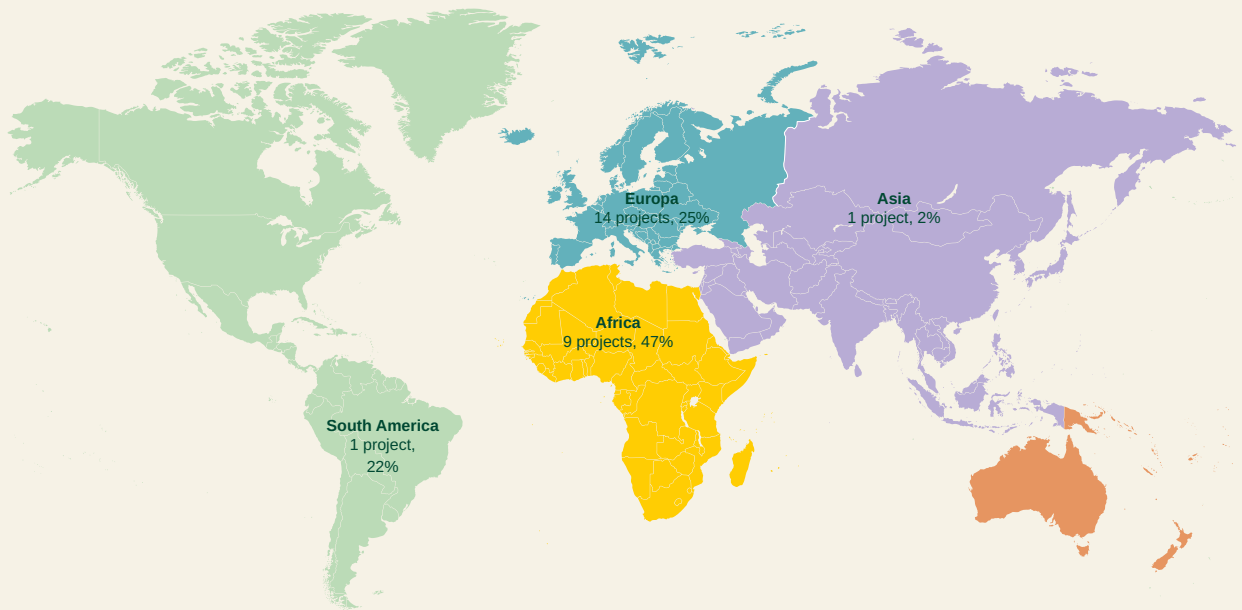 Europa
14 projects, 25%
Asia
1 project, 2%
Africa
9 projects, 47%
South America
1 project,
22%